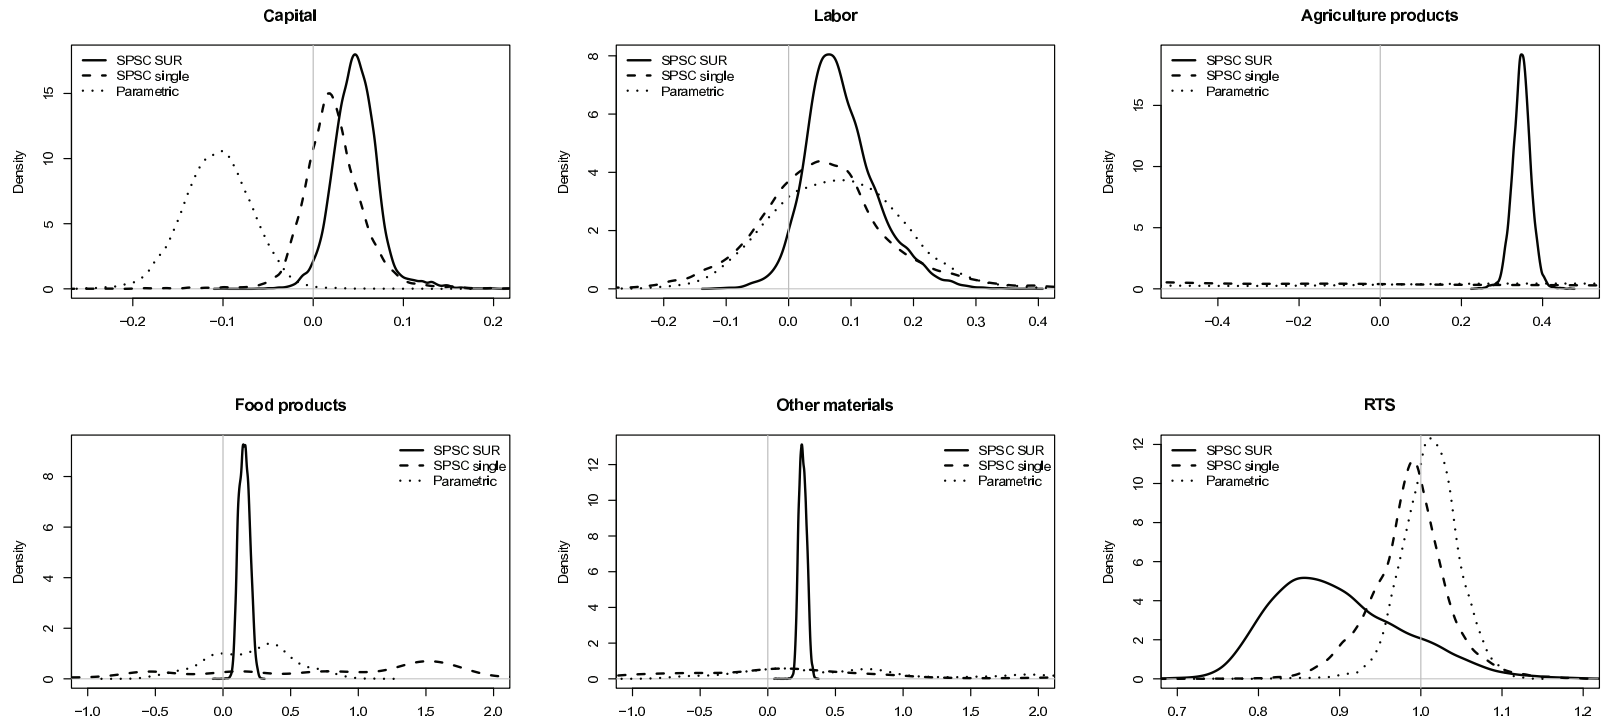 Capital
SPSC SUR
SPSC single
Parametric
Density
0
5
10
15
−0.2
−0.1
0.0
0.1
0.2
Labor
SPSC SUR
SPSC single
Parametric
Density
0
2
4
6
8
−0.2
−0.1
0.0
0.1
0.2
0.3
0.4
Agriculture products
SPSC SUR
SPSC single
Parametric
Density
0
5
10
15
−0.4
−0.2
0.0
0.2
0.4
Food products
SPSC SUR
SPSC single
Parametric
Density
0
2
4
6
8
−1.0
−0.5
0.0
0.5
1.0
1.5
2.0
Other materials
SPSC SUR
SPSC single
Parametric
Density
0
2
4
6
8
10
12
−1.0
−0.5
0.0
0.5
1.0
1.5
2.0
RTS
SPSC SUR
SPSC single
Parametric
Density
0
2
4
6
8
10
12
0.7
0.8
0.9
1.0
1.1
1.2